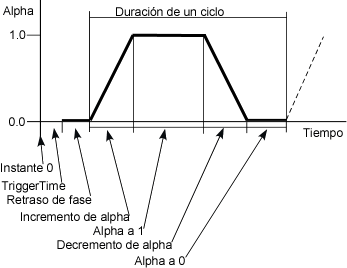 Alpha
Duración de un ciclo
1.0
0.0
Tiempo
Instante 0
TriggerTime
Retraso de fase
Incremento de alpha
Alpha a 1
Decremento de alpha
Alpha a 0